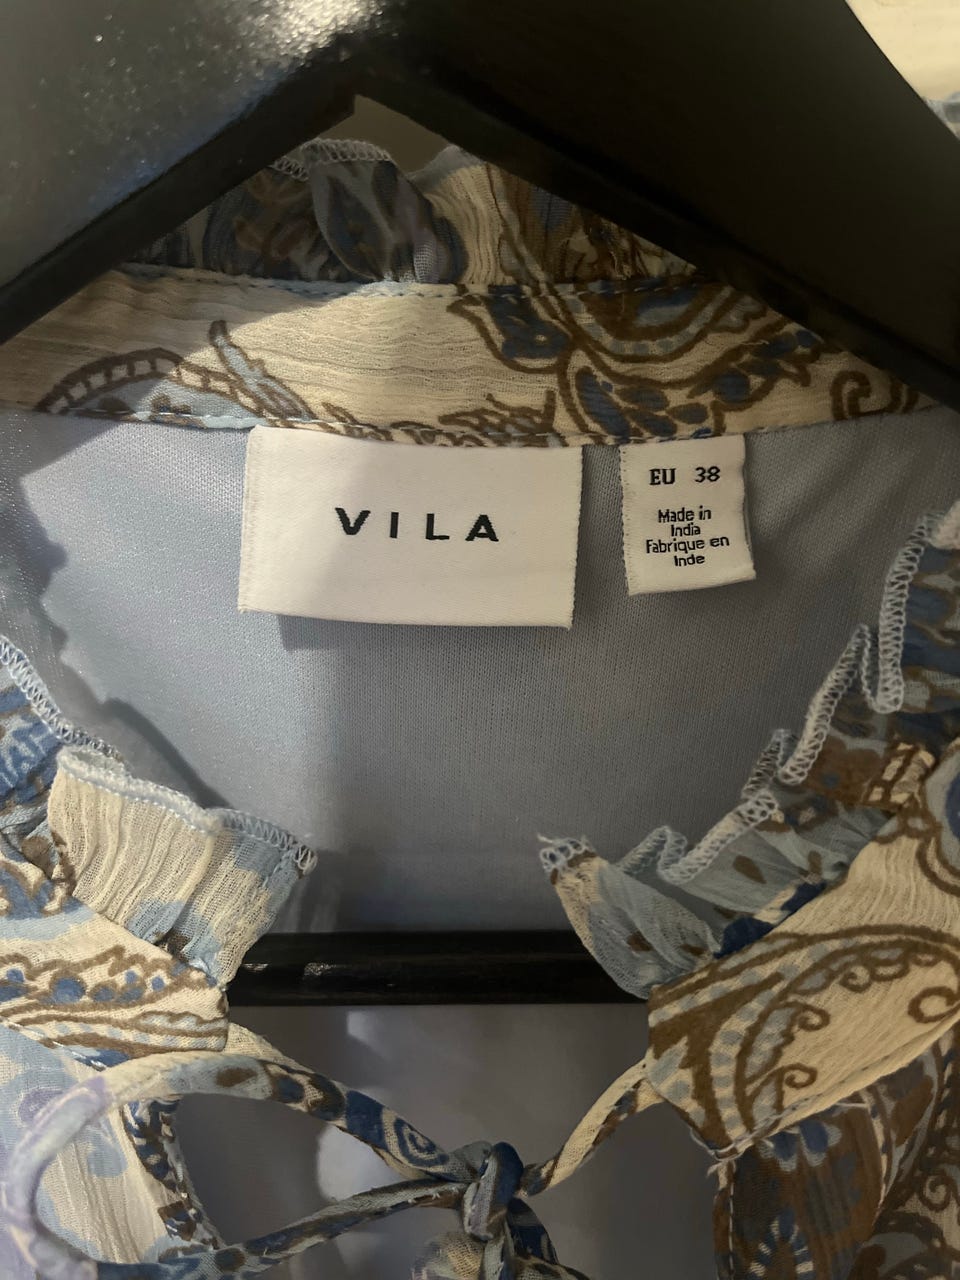 VILA
EU 38
Made in
India
Fabrique en
Inde